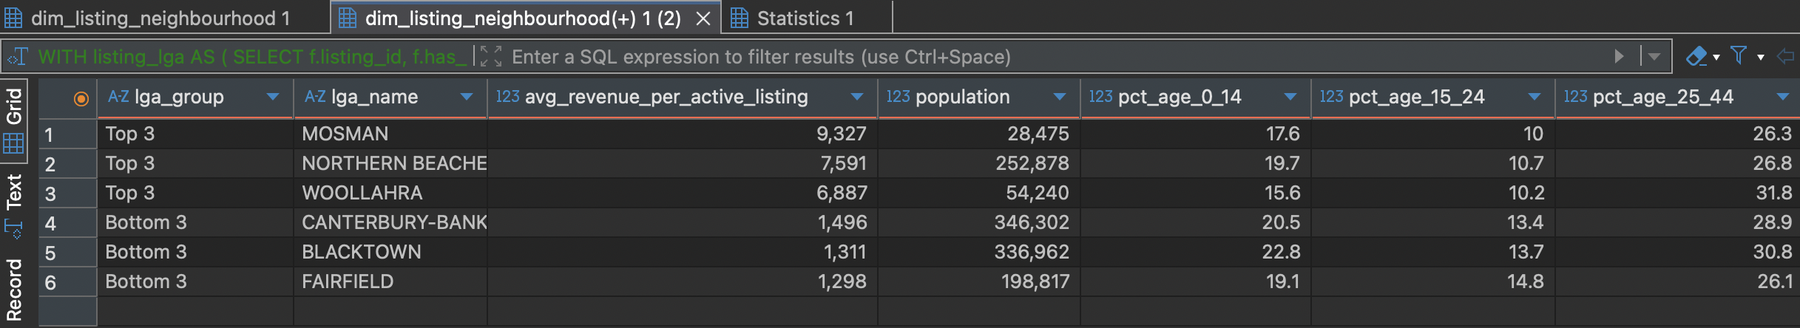 dim_listing_neighbourhood 1 dim_listing_neighbourhood(+) 1 (2) Statistics 1
WITH listing_lga AS ( SELECT f.listing_id, f.has_ Enter a SQL expression to filter results (use Ctrl+Space)
Grid
Text
Record
A-Z lga_group A-Z lga_name 123 avg_revenue_per_active_listing 123 population 123 pct_age_0_14 123 pct_age_15_24 123 pct_age_25_44
1 Top 3 MOSMAN 9,327 28,475 17.6 10 26.3
2 Top 3 NORTHERN BEACHE 7,591 252,878 19.7 10.7 26.8
3 Top 3 WOOLLAHRA 6,887 54,240 15.6 10.2 31.8
4 Bottom 3 CANTERBURY-BANK 1,496 346,302 20.5 13.4 28.9
5 Bottom 3 BLACKTOWN 1,311 336,962 22.8 13.7 30.8
6 Bottom 3 FAIRFIELD 1,298 198,817 19.1 14.8 26.1